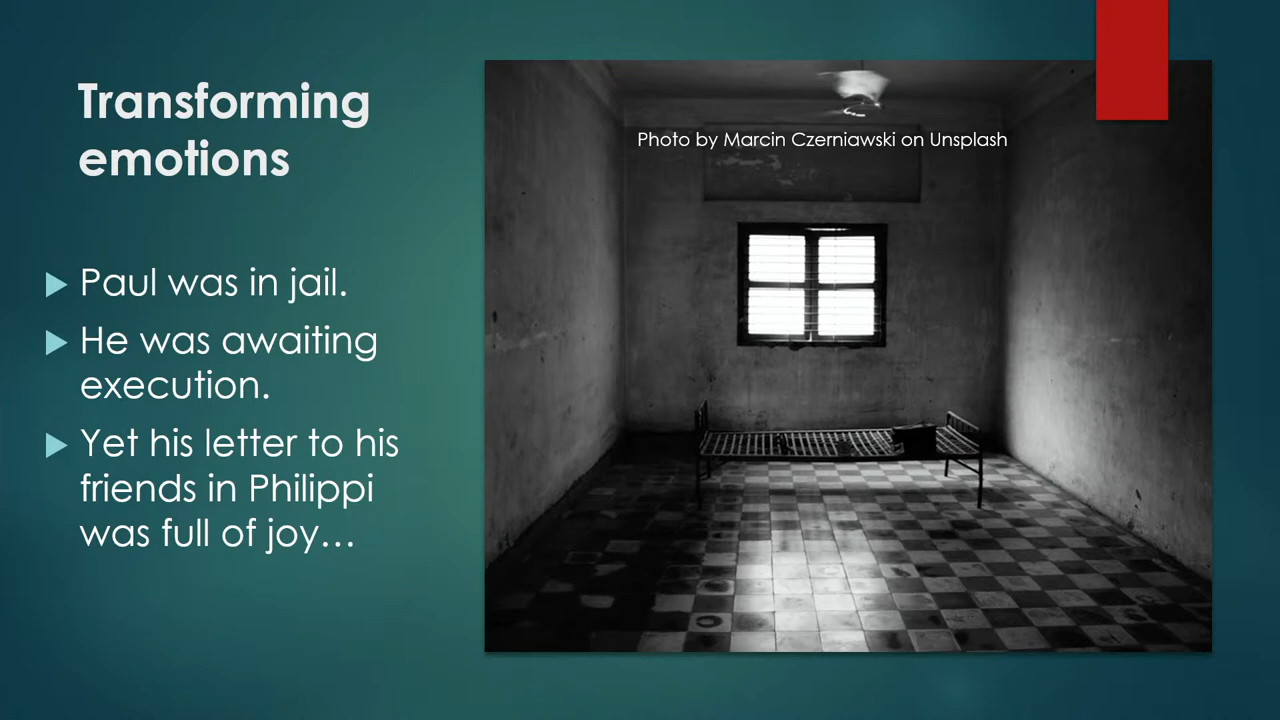 Transforming
emotions
Paul was in jail.
He was awaiting
execution.
Yet his letter to his
friends in Philippi
was full of joy…
Photo by Marcin Czerniawski on Unsplash